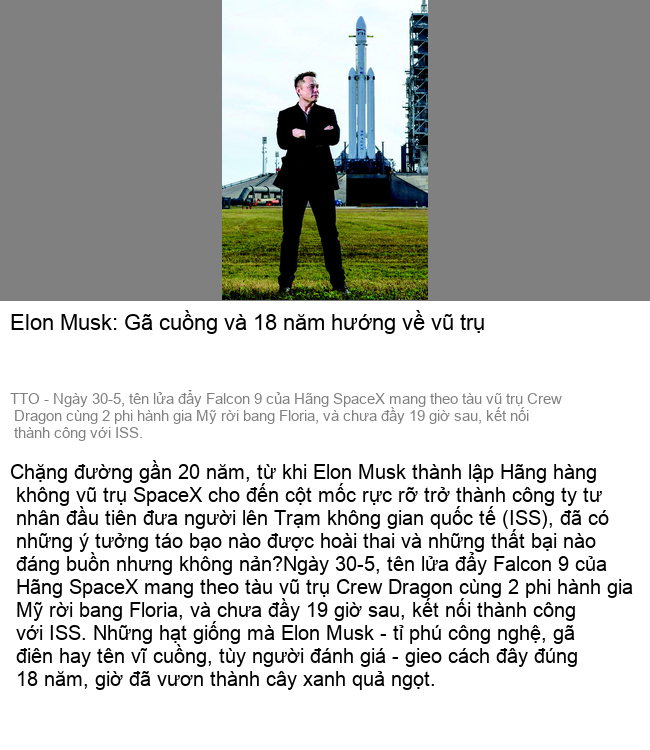 Elon Musk: Gã cuồng và 18 năm hướng về vũ trụ
TTO - Ngày 30-5, tên lửa đẩy Falcon 9 của Hãng SpaceX mang theo tàu vũ trụ Crew
Dragon cùng 2 phi hành gia Mỹ rời bang Floria, và chưa đầy 19 giờ sau, kết nối
thành công với ISS.
Chặng đường gần 20 năm, từ khi Elon Musk thành lập Hãng hàng
không vũ trụ SpaceX cho đến cột mốc rực rỡ trở thành công ty tư
nhân đầu tiên đưa người lên Trạm không gian quốc tế (ISS), đã có
những ý tưởng táo bạo nào được hoài thai và những thất bại nào
đáng buồn nhưng không nản?Ngày 30-5, tên lửa đẩy Falcon 9 của
Hãng SpaceX mang theo tàu vũ trụ Crew Dragon cùng 2 phi hành gia
Mỹ rời bang Floria, và chưa đầy 19 giờ sau, kết nối thành công
với ISS. Những hạt giống mà Elon Musk - tỉ phú công nghệ, gã
điên hay tên vĩ cuồng, tùy người đánh giá - gieo cách đây đúng
18 năm, giờ đã vươn thành cây xanh quả ngọt.